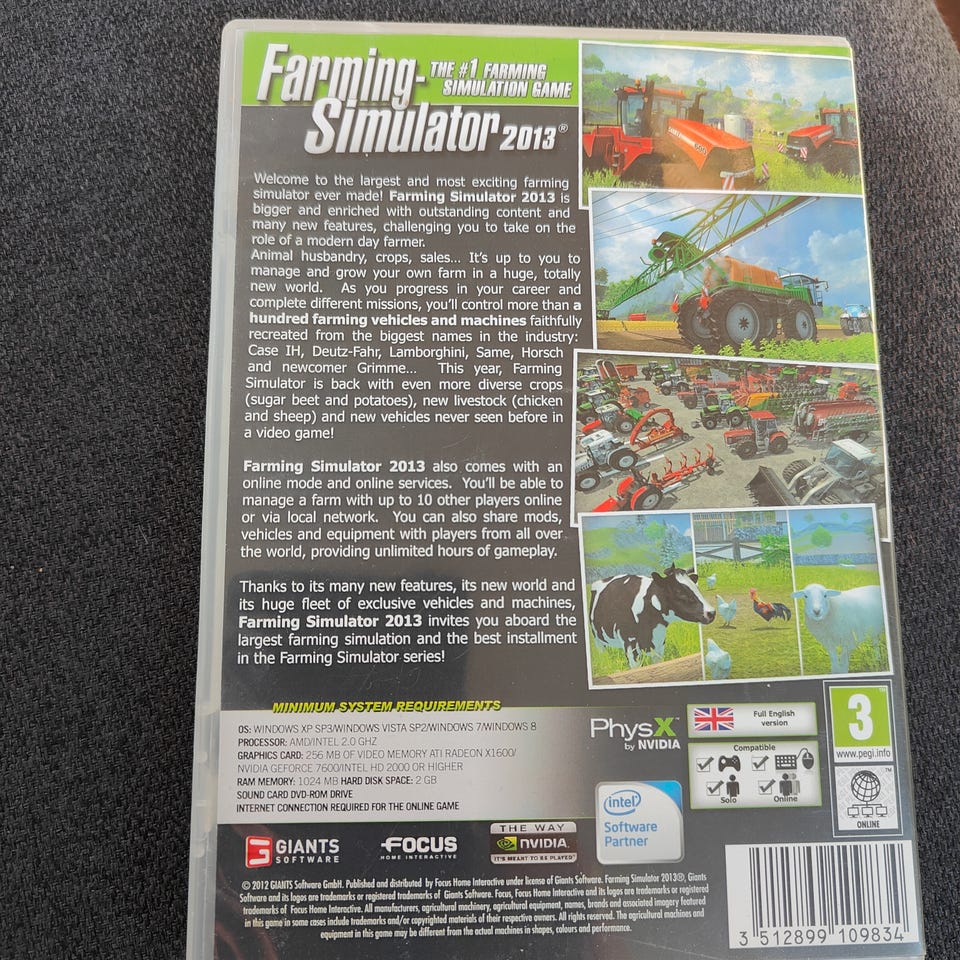 Farming-
THE #1 FARMING
SIMULATION GAME
Simulator 2013®
Welcome to the largest and most exciting farming
simulator ever made! Farming Simulator 2013 is
bigger and enriched with outstanding content and
many new features, challenging you to take on the
role of a modern day farmer.
Animal husbandry, crops, sales... It's up to you to
manage and grow your own farm in a huge, totally
new world. As you progress in your career and
complete different missions, you'll control more than a
hundred farming vehicles and machines faithfully
recreated from the biggest names in the industry:
Case IH, Deutz-Fahr, Lamborghini, Same, Horsch
and newcomer Grimme... This year, Farming
Simulator is back with even more diverse crops
(sugar beet and potatoes), new livestock (chicken
and sheep) and new vehicles never seen before in
a video game!
Farming Simulator 2013 also comes with an
online mode and online services. You'll be able to
manage a farm with up to 10 other players online
or via local network. You can also share mods,
vehicles and equipment with players from all over
the world, providing unlimited hours of gameplay.
Thanks to its many new features, its new world and
its huge fleet of exclusive vehicles and machines,
Farming Simulator 2013 invites you aboard the
largest farming simulation and the best installment
in the Farming Simulator series!
MINIMUM SYSTEM REQUIREMENTS
OS: WINDOWS XP SP3/WINDOWS VISTA SP2/WINDOWS 7/WINDOWS 8
PROCESSOR: AMD/INTEL 2.0 GHZ
GRAPHICS CARD: 256 MB OF VIDEO MEMORY ATI RADEON X1600/
NVIDIA GEFORCE 7600/INTEL HD 2000 OR HIGHER
RAM MEMORY: 1024 MB HARD DISK SPACE: 2 GB
SOUND CARD DVD-ROM DRIVE
INTERNET CONNECTION REQUIRED FOR THE ONLINE GAME
PhysX™
by NVIDIA
Full English
version
Compatible
Solo
Online
3
www.pegi.info
ONLINE
GIANTS
SOFTWARE
FOCUS
HOME INTERACTIVE
THE WAY
NVIDIA.
IT'S MEANT TO BE PLAYED
intel
Software
Partner
© 2012 GIANTS Software GmbH. Published and distributed by Focus Home Interactive under license of Giants Software. Farming Simulator 2013®, Giants
Software and its logos are trademarks or registered trademarks of Giants Software. Focus, Focus Home Interactive and its logos are trademarks or registered
trademarks of Focus Home Interactive. All manufacturers, agricultural machinery, agricultural equipment, names, brands and associated imagery featured
in this game in some cases include trademarks and/or copyrighted materials of their respective owners. All rights reserved. The agricultural machines and
equipment in this game may be different from the actual machines in shapes, colours and performance.
3 512899 109834